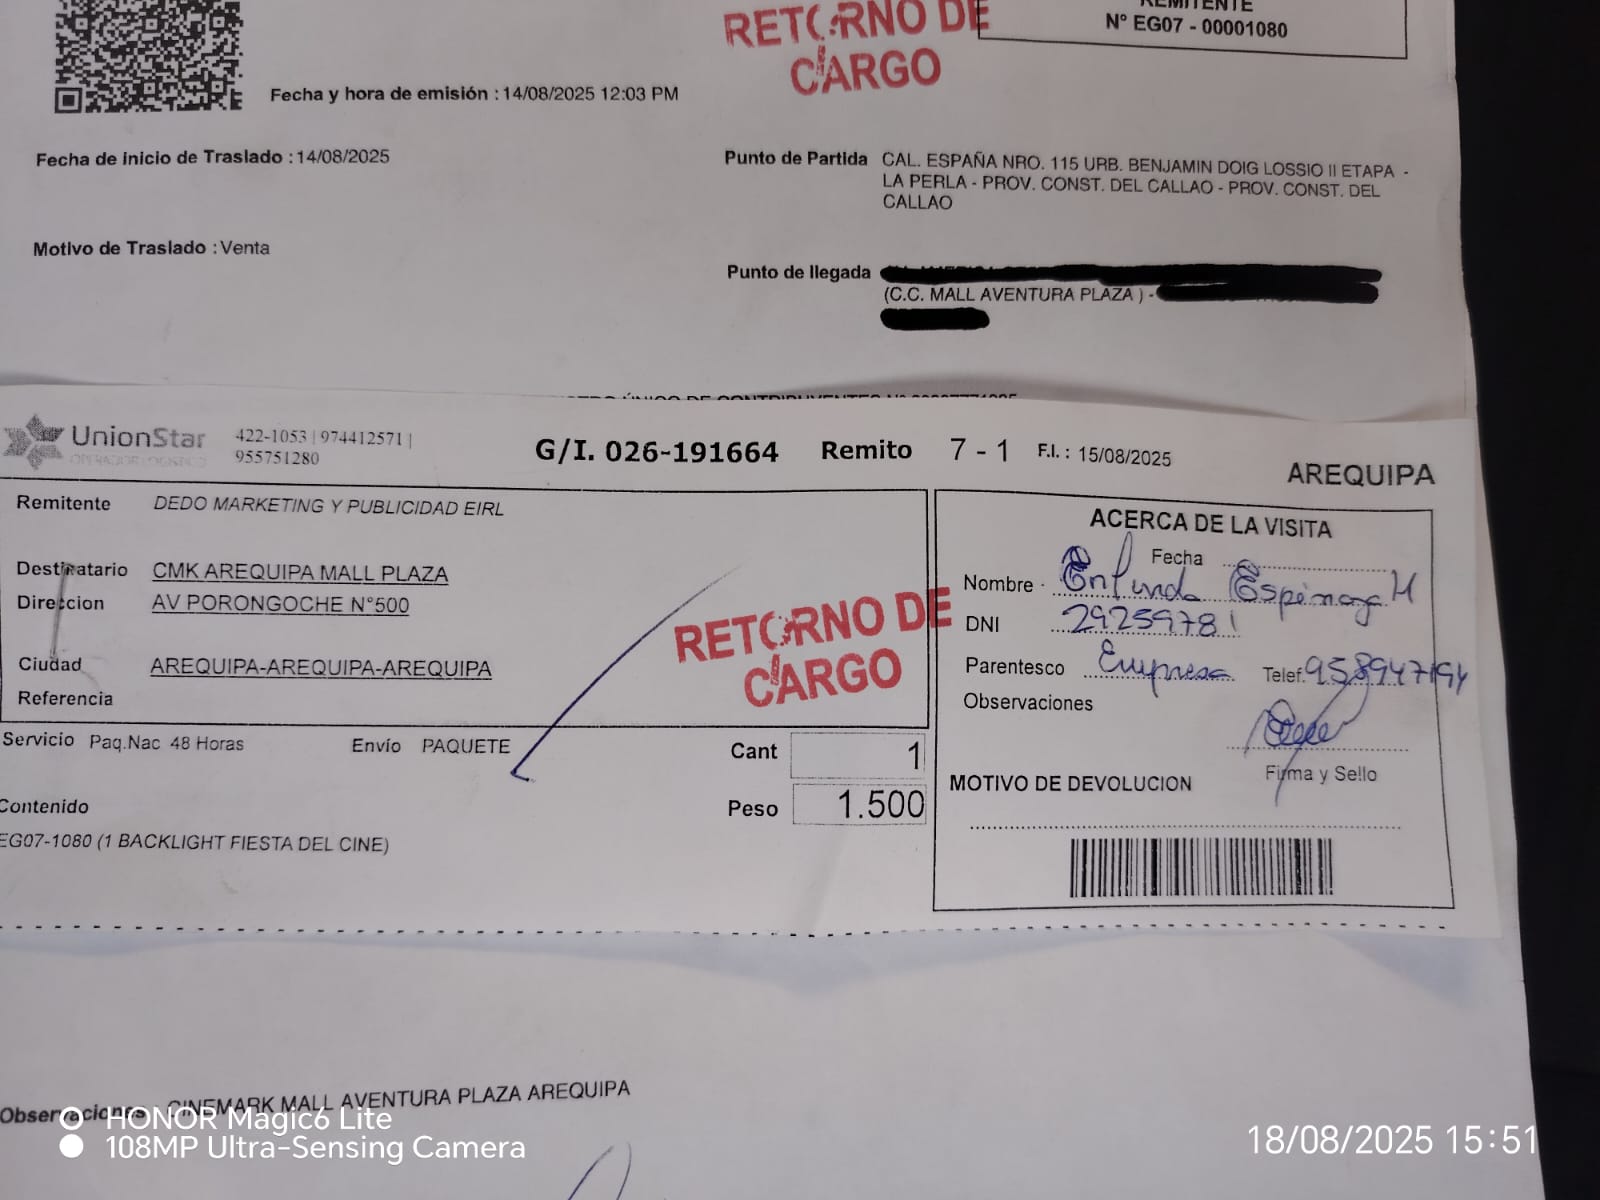 RETORNO DE
CARGO
REMITENTE
N° EG07 - 00001080
Fecha y hora de emisión : 14/08/2025 12:03 PM
Fecha de inicio de Traslado : 14/08/2025
Punto de Partida CAL. ESPAÑA NRO. 115 URB. BENJAMIN DOIG LOSSIO II ETAPA -
LA PERLA - PROV. CONST. DEL CALLAO - PROV. CONST. DEL
CALLAO
Motivo de Traslado : Venta
Punto de llegada
(C.C. MALL AVENTURA PLAZA ) -
UnionStar
OPERADOR LOGISTICO
422-1053 | 974412571 |
955751280
G/I. 026-191664 Remito 7 - 1 F.I. : 15/08/2025
AREQUIPA
Remitente DEDO MARKETING Y PUBLICIDAD EIRL
Destinatario CMK AREQUIPA MALL PLAZA
Direccion AV PORONGOCHE N°500
Ciudad AREQUIPA-AREQUIPA-AREQUIPA
Referencia
RETORNO DE
CARGO
Servicio Paq.Nac 48 Horas Envío PAQUETE
Cant 1
Peso 1.500
Contenido
EG07-1080 (1 BACKLIGHT FIESTA DEL CINE)
ACERCA DE LA VISITA
Fecha
Nombre Espinoza H
DNI 29259781
Parentesco Empresa Telef. 958947194
Observaciones
Firma y Sello
MOTIVO DE DEVOLUCION
Observaciones : CINEMARK MALL AVENTURA PLAZA AREQUIPA
HONOR Magic6 Lite
108MP Ultra-Sensing Camera
18/08/2025 15:51